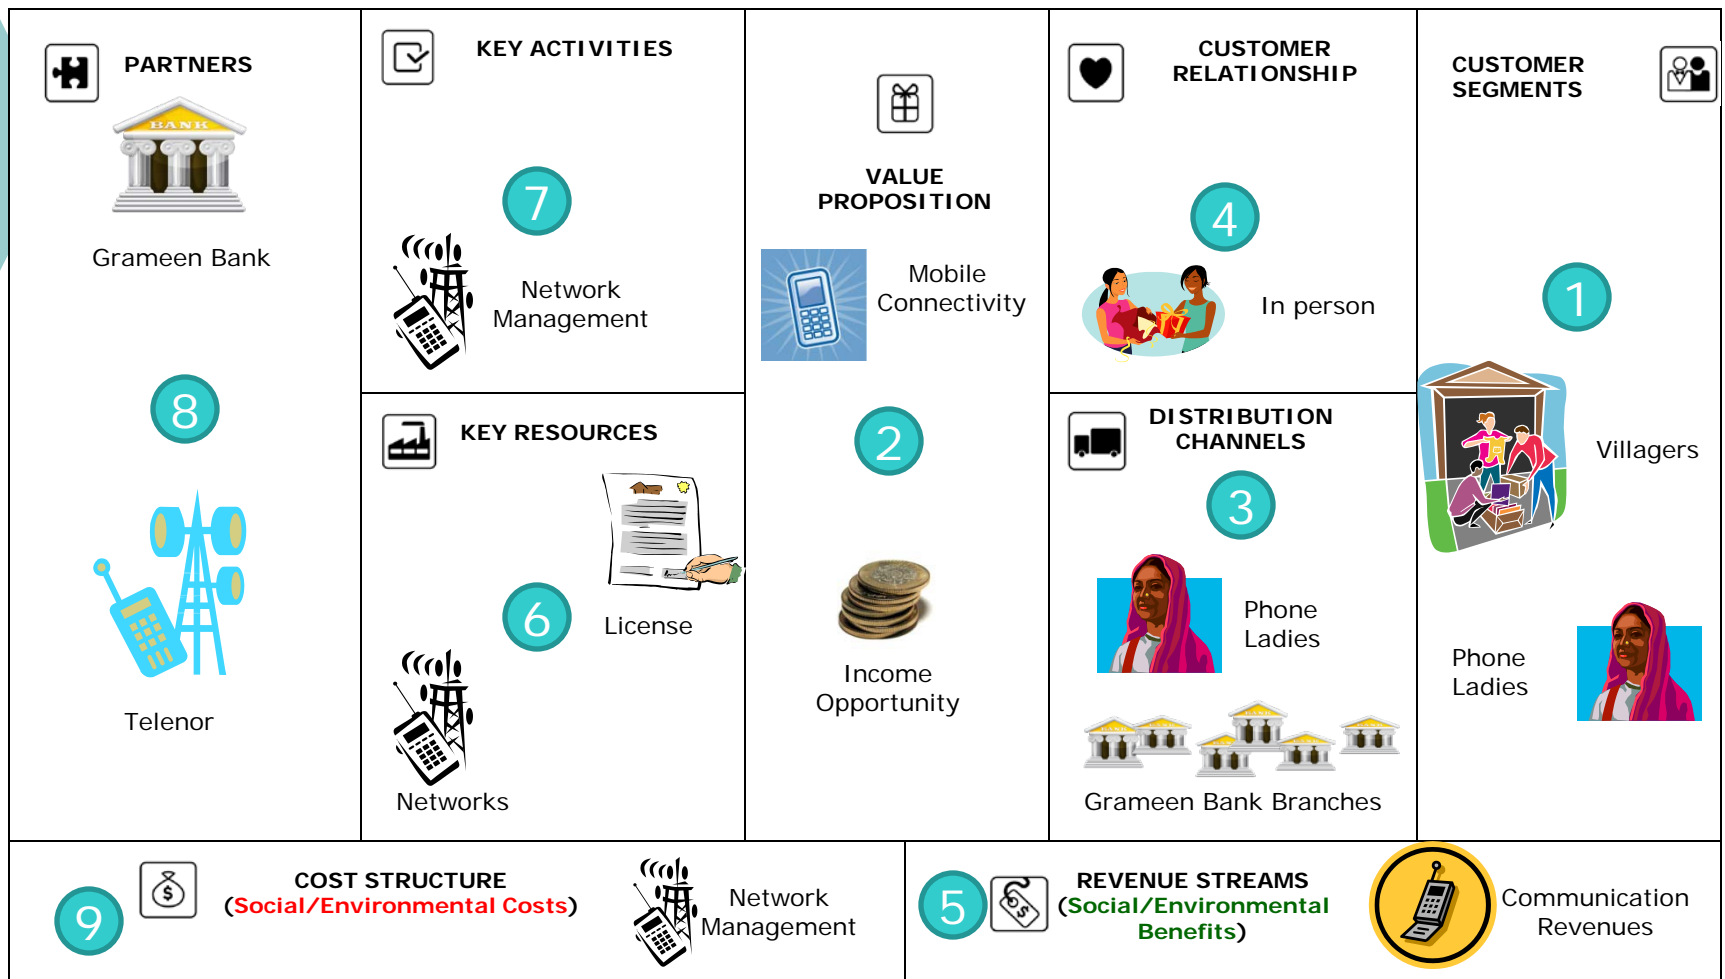 PARTNERS
BANK
Grameen Bank
8
Telenor
KEY ACTIVITIES
7
Network
Management
KEY RESOURCES
6
License
Networks
VALUE
PROPOSITION
Mobile
Connectivity
2
Income
Opportunity
CUSTOMER
RELATIONSHIP
4
In person
DISTRIBUTION
CHANNELS
3
Phone
Ladies
Grameen Bank Branches
CUSTOMER
SEGMENTS
1
Villagers
Phone
Ladies
9
$
COST STRUCTURE
(Social/Environmental Costs)
Network
Management
5
$
REVENUE STREAMS
(Social/Environmental
Benefits)
Communication
Revenues